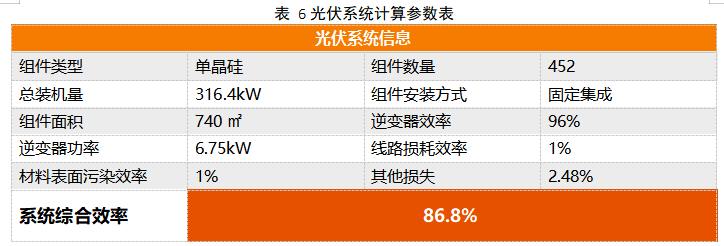 表 6 光伏系统计算参数表
光伏系统信息
组件类型 单晶硅 组件数量 452
总装机量 316.4kW 组件安装方式 固定集成
组件面积 740 ㎡ 逆变器效率 96%
逆变器功率 6.75kW 线路损耗效率 1%
材料表面污染效率 1% 其他损失 2.48%
系统综合效率 86.8%